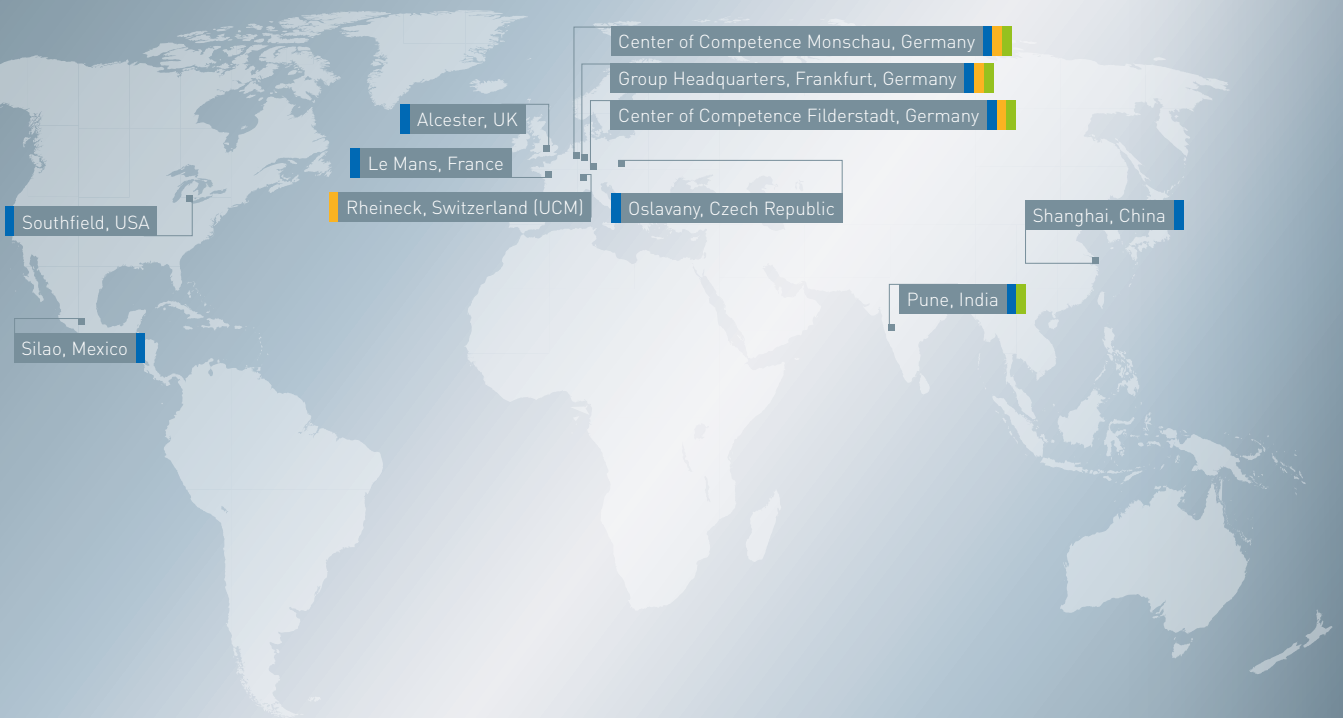 Center of Competence Monschau, Germany
Group Headquarters, Frankfurt, Germany
Center of Competence Filderstadt, Germany
Alcester, UK
Le Mans, France
Rheineck, Switzerland (UCM)
Oslavany, Czech Republic
Southfield, USA
Shanghai, China
Pune, India
Silao, Mexico